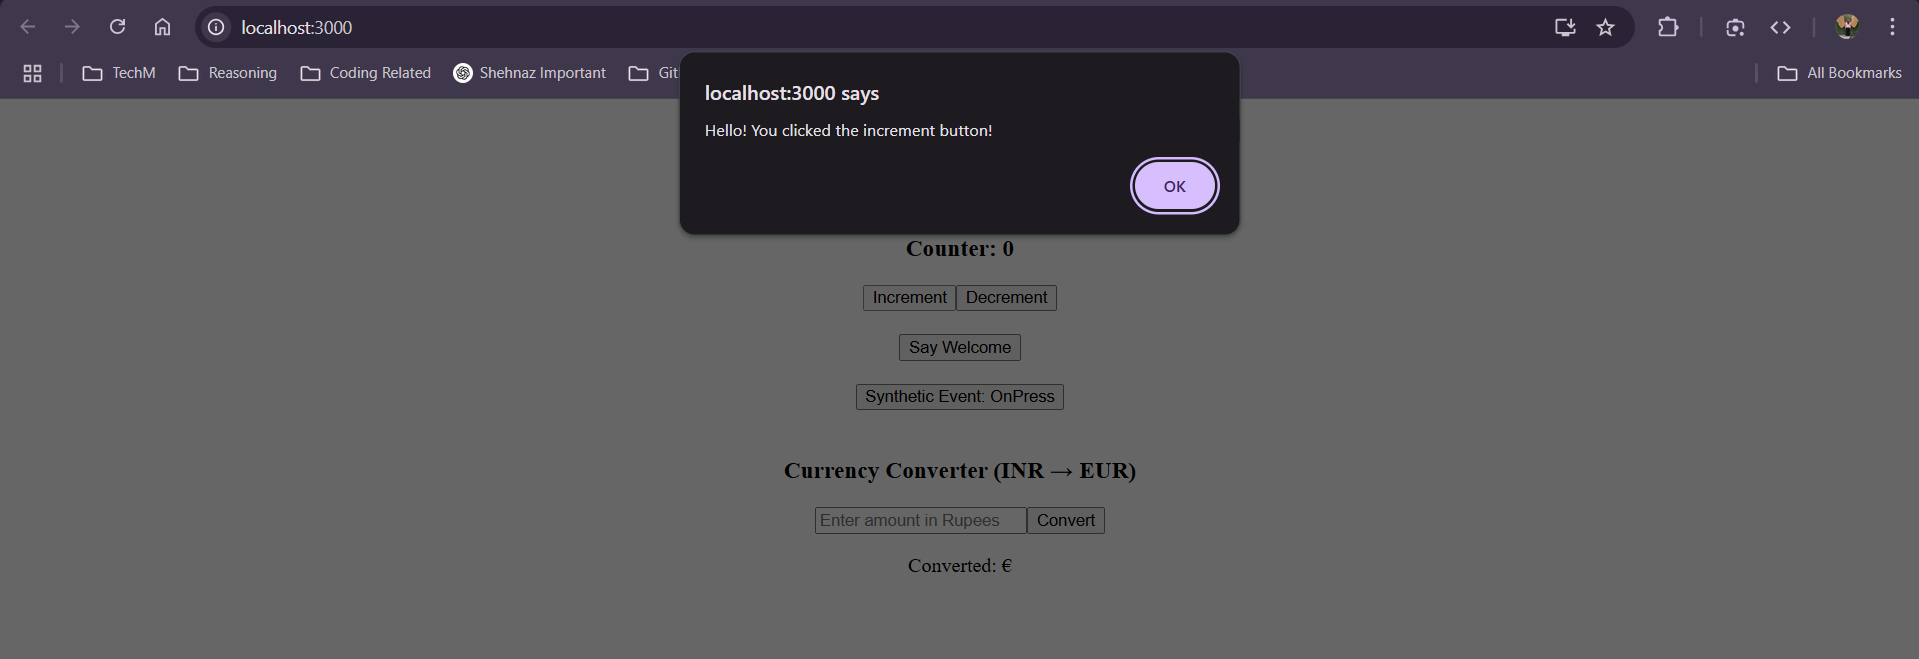 localhost:3000
TechM Reasoning Coding Related Shehnaz Important Git All Bookmarks
localhost:3000 says
Hello! You clicked the increment button!
OK
Counter: 0
Increment Decrement
Say Welcome
Synthetic Event: OnPress
Currency Converter (INR → EUR)
Enter amount in Rupees Convert
Converted: €